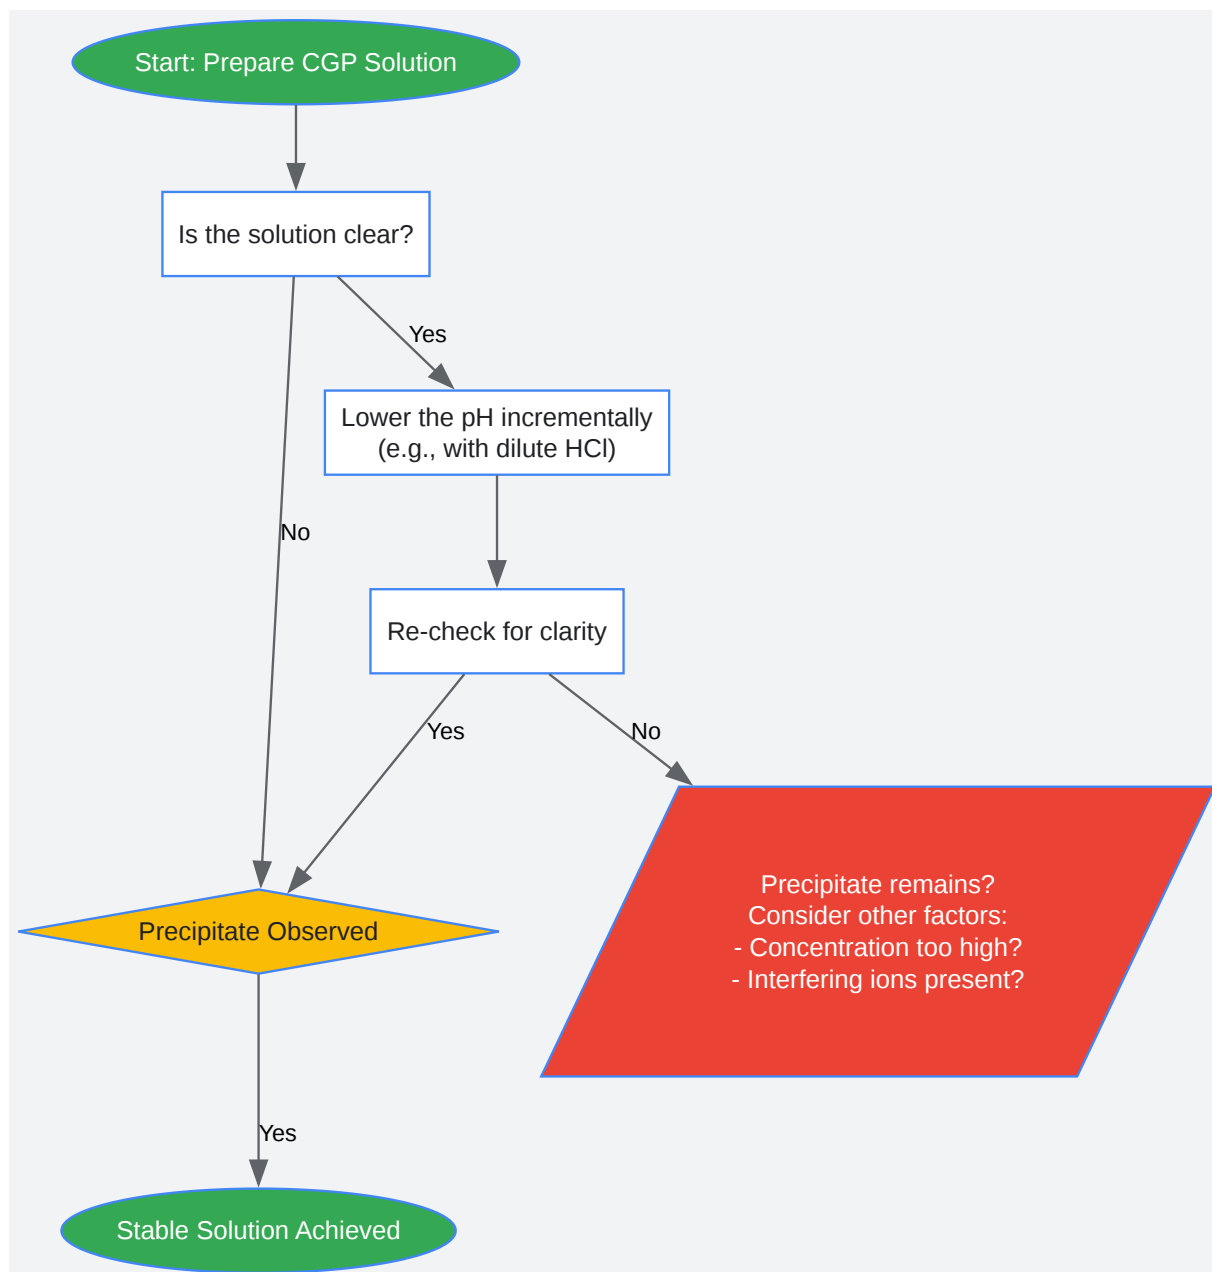 Start: Prepare CGP Solution
Is the solution clear?
Yes
Lower the pH incrementally
(e.g., with dilute HCl)
No
Re-check for clarity
Yes
No
Precipitate remains?
Consider other factors:
- Concentration too high?
- Interfering ions present?
Precipitate Observed
Yes
Stable Solution Achieved